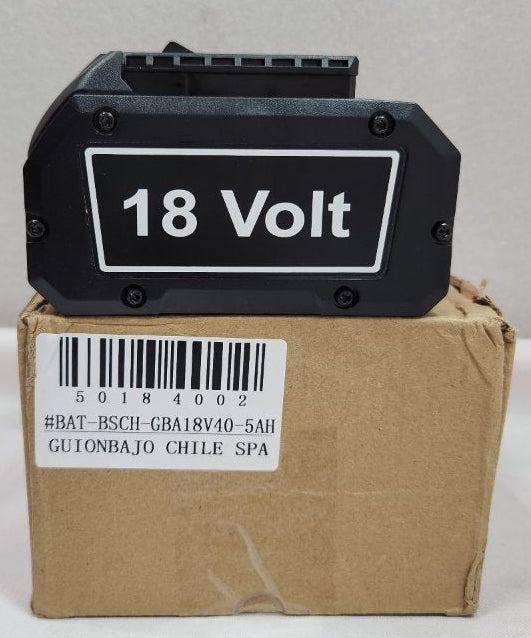 18 Volt
50184002
#BAT-BSCH-GBA18V40-5AH
GUIONBAJO CHILE SPA